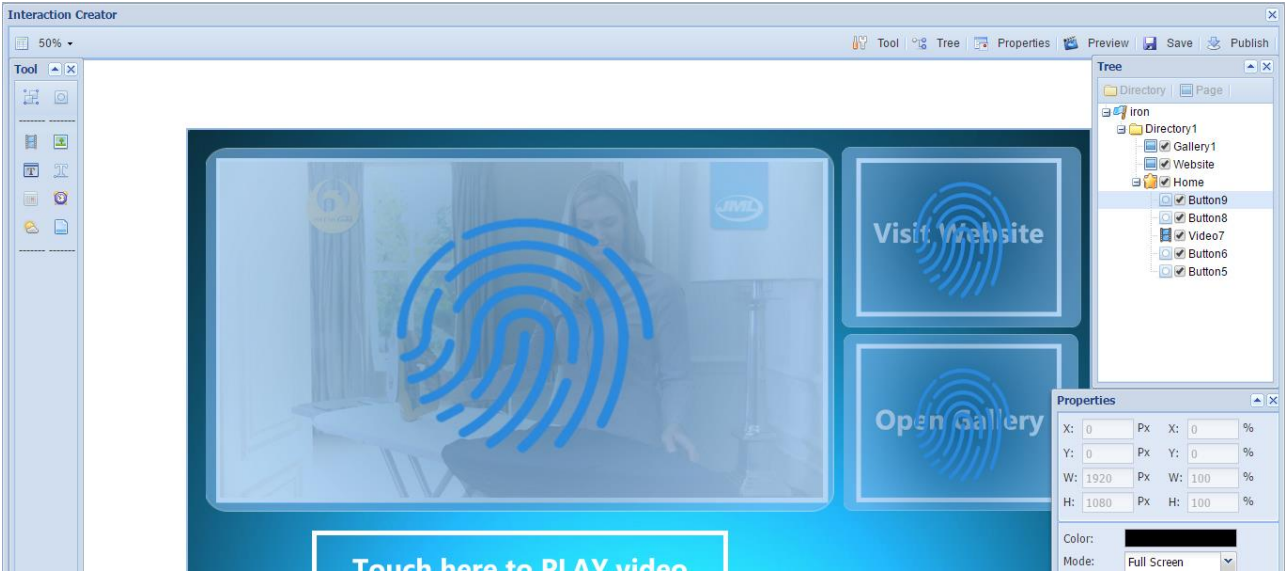 Interaction Creator
50%
Tool Tree Properties Preview Save Publish
Tool
T T
Tree
Directory Page
iron
Directory1
Gallery1
Website
Home
Button9
Button8
Video7
Button6
Button5
JML
Visit Website
Open Gallery
Touch here to PLAY video
Properties
X: 0 Px X: 0 %
Y: 0 Px Y: 0 %
W: 1920 Px W: 100 %
H: 1080 Px H: 100 %
Color:
Mode: Full Screen